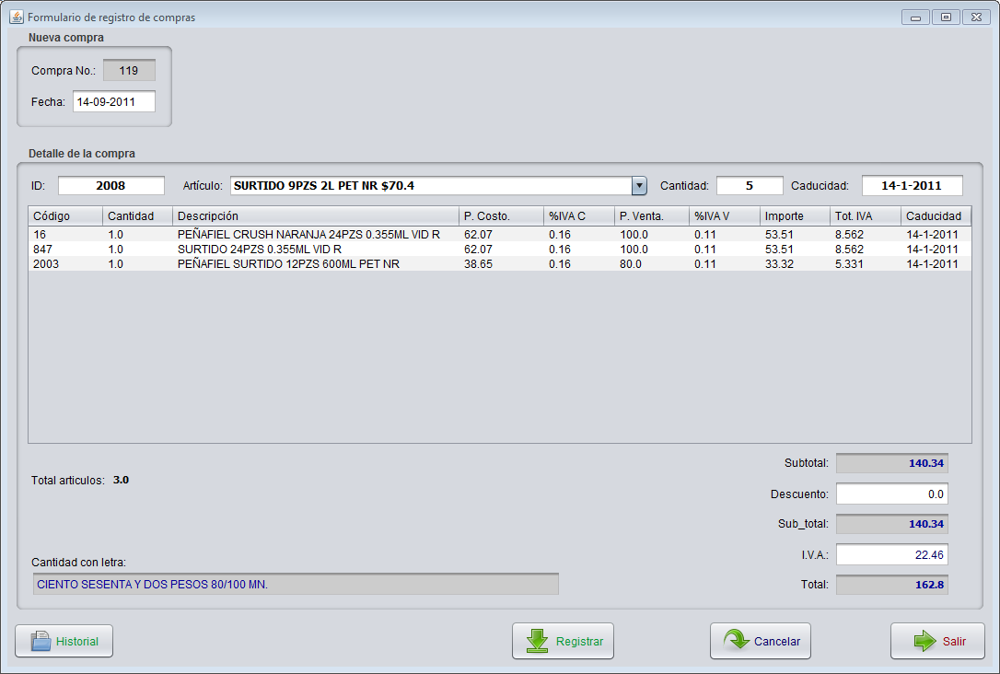 Formulario de registro de compras
Nueva compra
Compra No.: 119
Fecha: 14-09-2011
Detalle de la compra
ID: 2008 Artículo: SURTIDO 9PZS 2L PET NR $70.4 Cantidad: 5 Caducidad: 14-1-2011
Código Cantidad Descripción P. Costo. %IVA C P. Venta. %IVA V Importe Tot. IVA Caducidad
16 1.0 PEÑAFIEL CRUSH NARANJA 24PZS 0.355ML VID R 62.07 0.16 100.0 0.11 53.51 8.562 14-1-2011
847 1.0 SURTIDO 24PZS 0.355ML VID R 62.07 0.16 100.0 0.11 53.51 8.562 14-1-2011
2003 1.0 PEÑAFIEL SURTIDO 12PZS 600ML PET NR 38.65 0.16 80.0 0.11 33.32 5.331 14-1-2011
Subtotal: 140.34
Total articulos: 3.0
Descuento: 0.0
Sub_total: 140.34
I.V.A.: 22.46
Cantidad con letra:
CIENTO SESENTA Y DOS PESOS 80/100 MN.
Total: 162.8
Historial Registrar Cancelar Salir